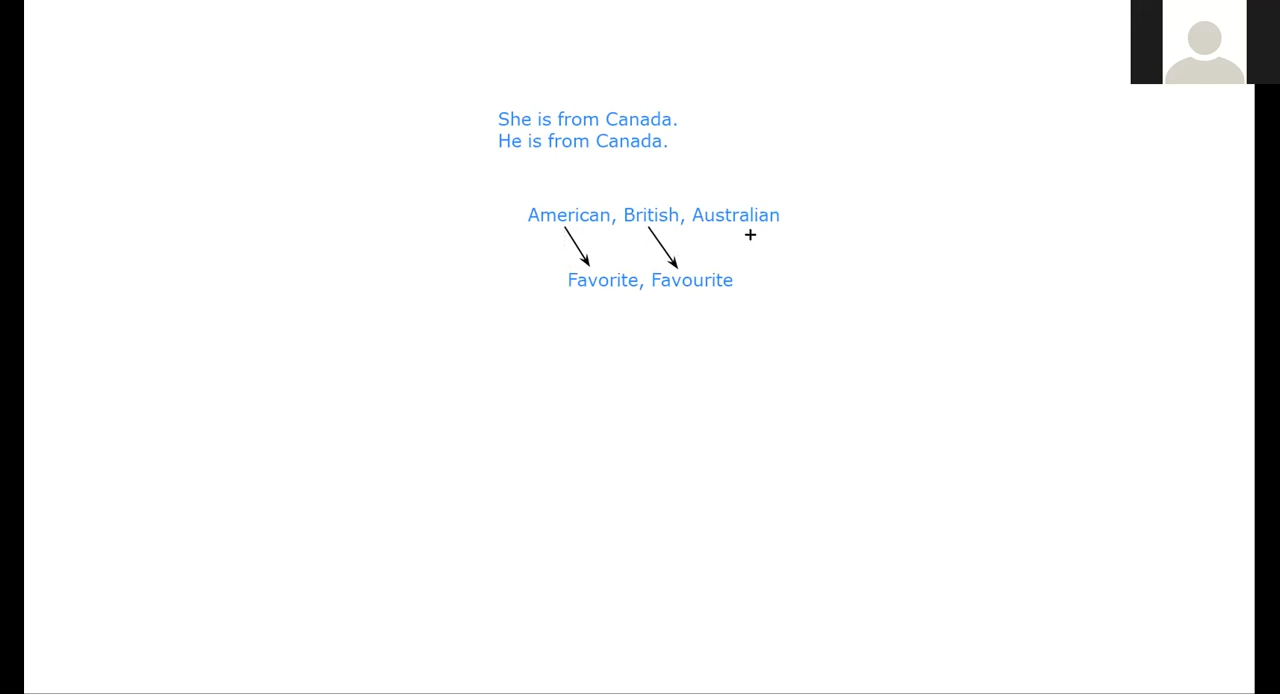 She is from Canada.
He is from Canada.
American, British, Australian
Favorite, Favourite